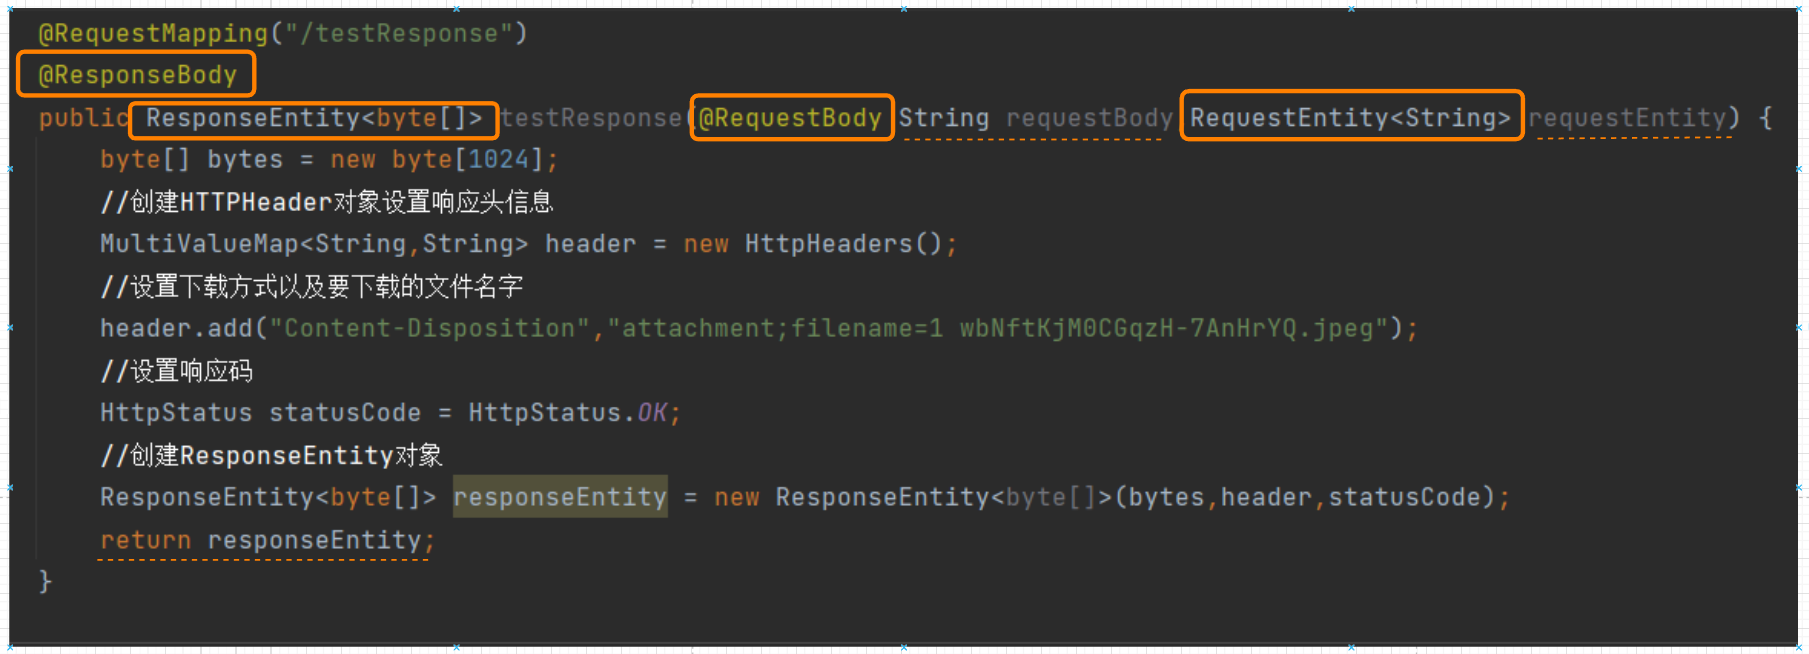 @RequestMapping("/testResponse")
@ResponseBody
public ResponseEntity<byte[]> testResponse(@RequestBody String requestBody RequestEntity<String> requestEntity) {
byte[] bytes = new byte[1024];
//创建HTTPHeader对象设置响应头信息
MultiValueMap<String,String> header = new HttpHeaders();
//设置下载方式以及要下载的文件名字
header.add("Content-Disposition","attachment;filename=1 wbNftKjM0CGqzH-7AnHrYQ.jpeg");
//设置响应码
HttpStatus statusCode = HttpStatus.OK;
//创建ResponseEntity对象
ResponseEntity<byte[]> responseEntity = new ResponseEntity<byte[]>(bytes,header,statusCode);
return responseEntity;
}